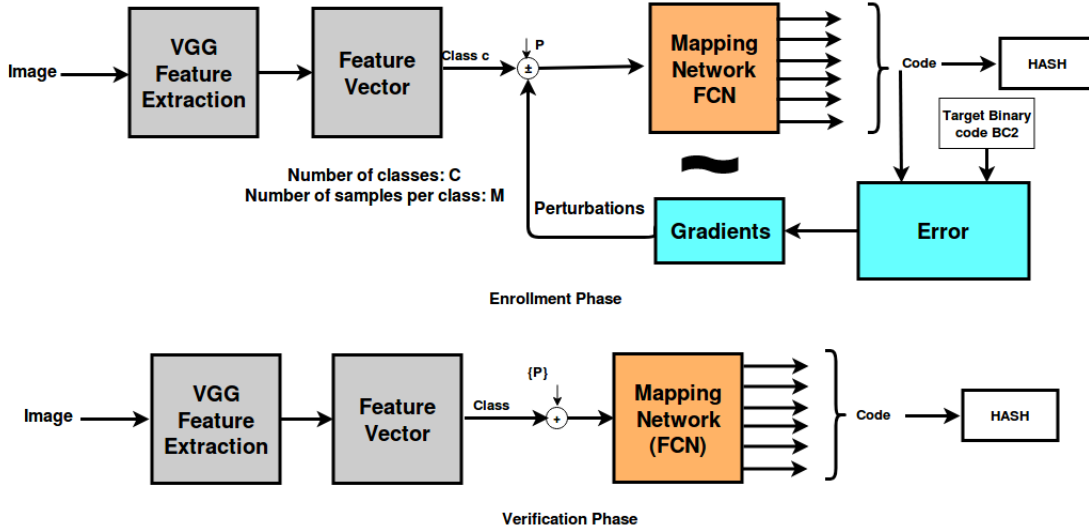 Image
VGG
Feature
Extraction
Feature
Vector
Class c
P
±
Mapping
Network
FCN
Code
HASH
Target Binary
code BC2
Number of classes: C
Number of samples per class: M
Perturbations
Gradients
Error
Enrollment Phase
Image
VGG
Feature
Extraction
Feature
Vector
Class
{P}
+
Mapping
Network
(FCN)
Code
HASH
Verification Phase